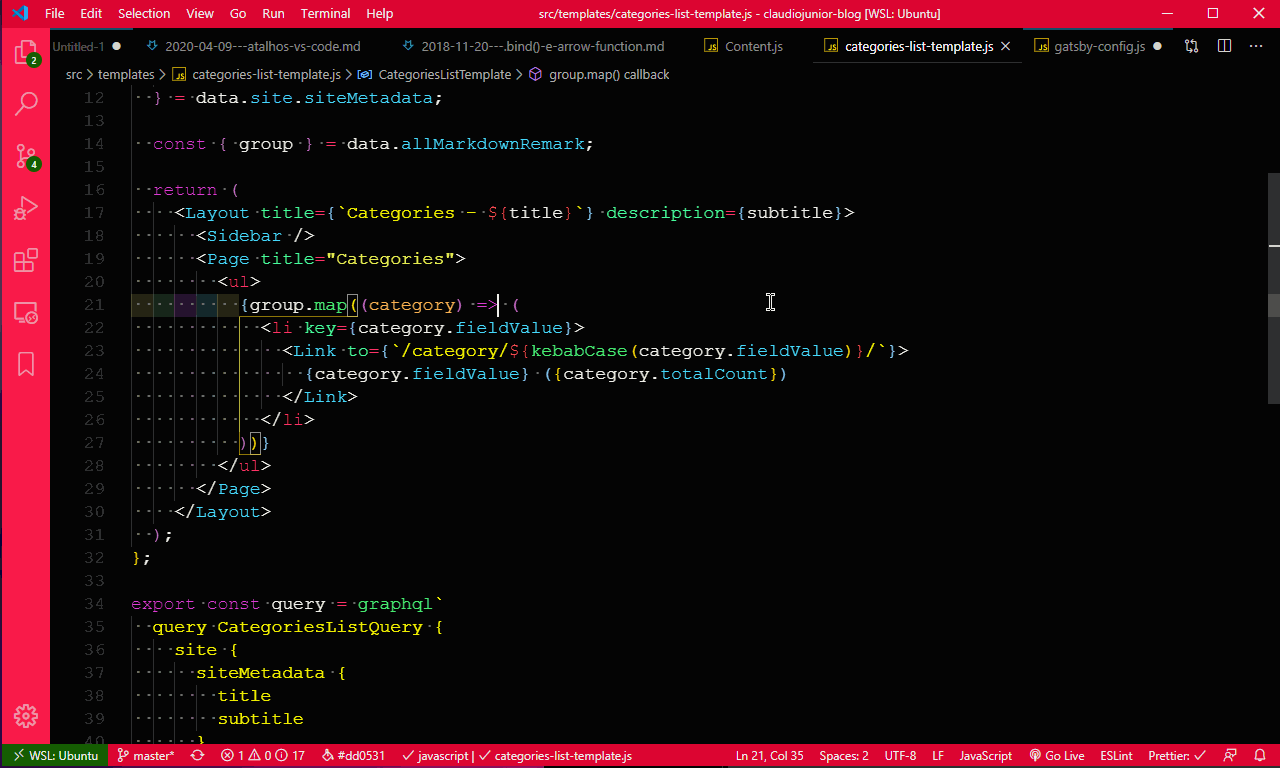 File Edit Selection View Go Run Terminal Help src/templates/categories-list-template.js - claudiojunior-blog [WSL: Ubuntu]
Untitled-1 2020-04-09---atalhos-vs-code.md 2018-11-20---.bind()-e-arrow-function.md Content.js categories-list-template.js gatsby-config.js
src > templates > categories-list-template.js > CategoriesListTemplate > group.map() callback
2
4
12 } = data.site.siteMetadata;
13
14 const { group } = data.allMarkdownRemark;
15
16 return (
17 <Layout title={`Categories - ${title}`} description={subtitle}>
18 <Sidebar />
19 <Page title="Categories">
20 <ul>
21 {group.map((category) => (
22 <li key={category.fieldValue}>
23 <Link to={`/category/${kebabCase(category.fieldValue)}/`}>
24 {category.fieldValue} ({category.totalCount})
25 </Link>
26 </li>
27 ))}
28 </ul>
29 </Page>
30 </Layout>
31 );
32 };
33
34 export const query = graphql`
35 query CategoriesListQuery {
36 site {
37 siteMetadata {
38 title
39 subtitle
40 }
WSL: Ubuntu master* 1 0 17 #dd0531 javascript | categories-list-template.js Ln 21, Col 35 Spaces: 2 UTF-8 LF JavaScript Go Live ESLint Prettier: